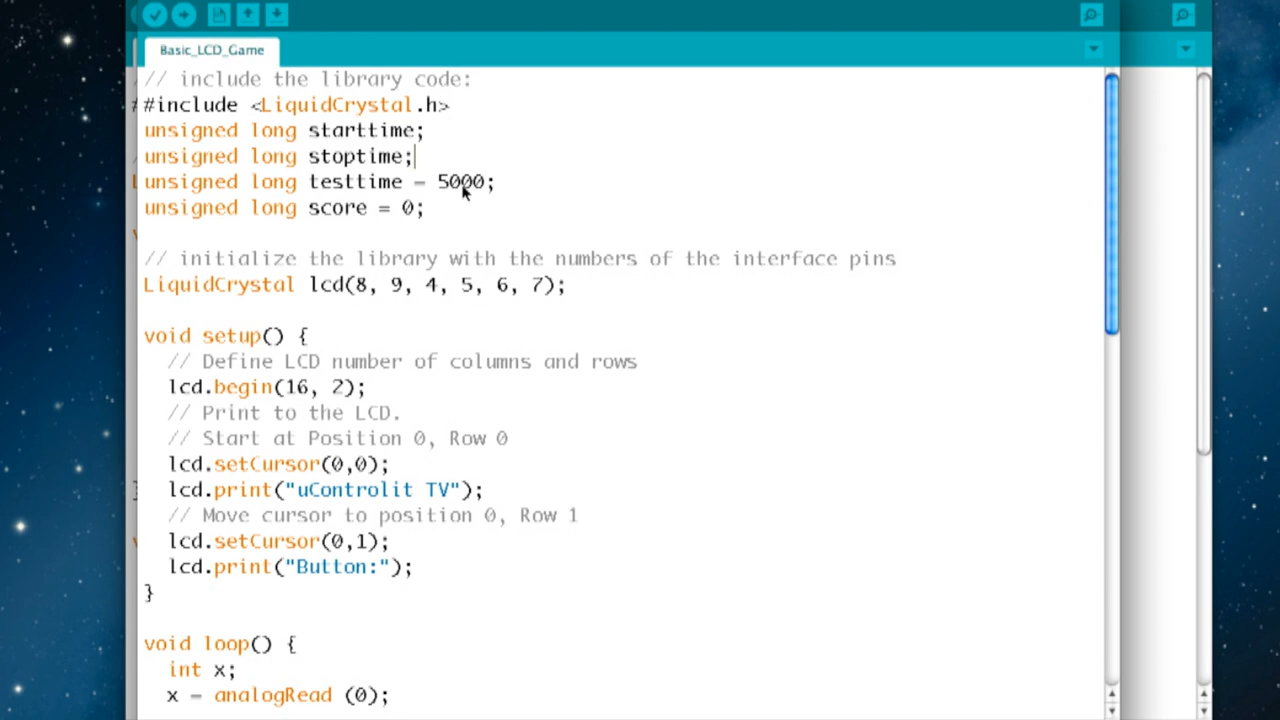 Basic_LCD_Game
// include the library code:
#include <LiquidCrystal.h>
unsigned long starttime;
unsigned long stoptime;
unsigned long testtime = 5000;
unsigned long score = 0;
// initialize the library with the numbers of the interface pins
LiquidCrystal lcd(8, 9, 4, 5, 6, 7);
void setup() {
// Define LCD number of columns and rows
lcd.begin(16, 2);
// Print to the LCD.
// Start at Position 0, Row 0
lcd.setCursor(0,0);
lcd.print("uControlit TV");
// Move cursor to position 0, Row 1
lcd.setCursor(0,1);
lcd.print("Button:");
}
void loop() {
int x;
x = analogRead (0);